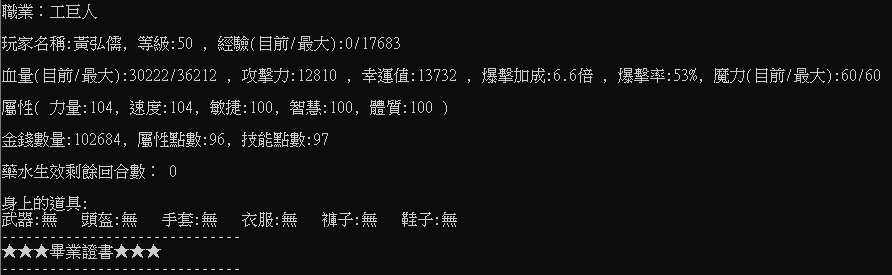 職業：工巨人
玩家名稱:黃弘儒, 等級:50 , 經驗(目前/最大):0/17683
血量(目前/最大):30222/36212 , 攻擊力:12810 , 幸運值:13732 , 爆擊加成:6.6倍 , 爆擊率:53%, 魔力(目前/最大):60/60
屬性( 力量:104, 速度:104, 敏捷:100, 智慧:100, 體質:100 )
金錢數量:102684, 屬性點數:96, 技能點數:97
藥水生效剩餘回合數： 0
身上的道具:
武器:無 頭盔:無 手套:無 衣服:無 褲子:無 鞋子:無
------------------------------
★★★畢業證書★★★
------------------------------